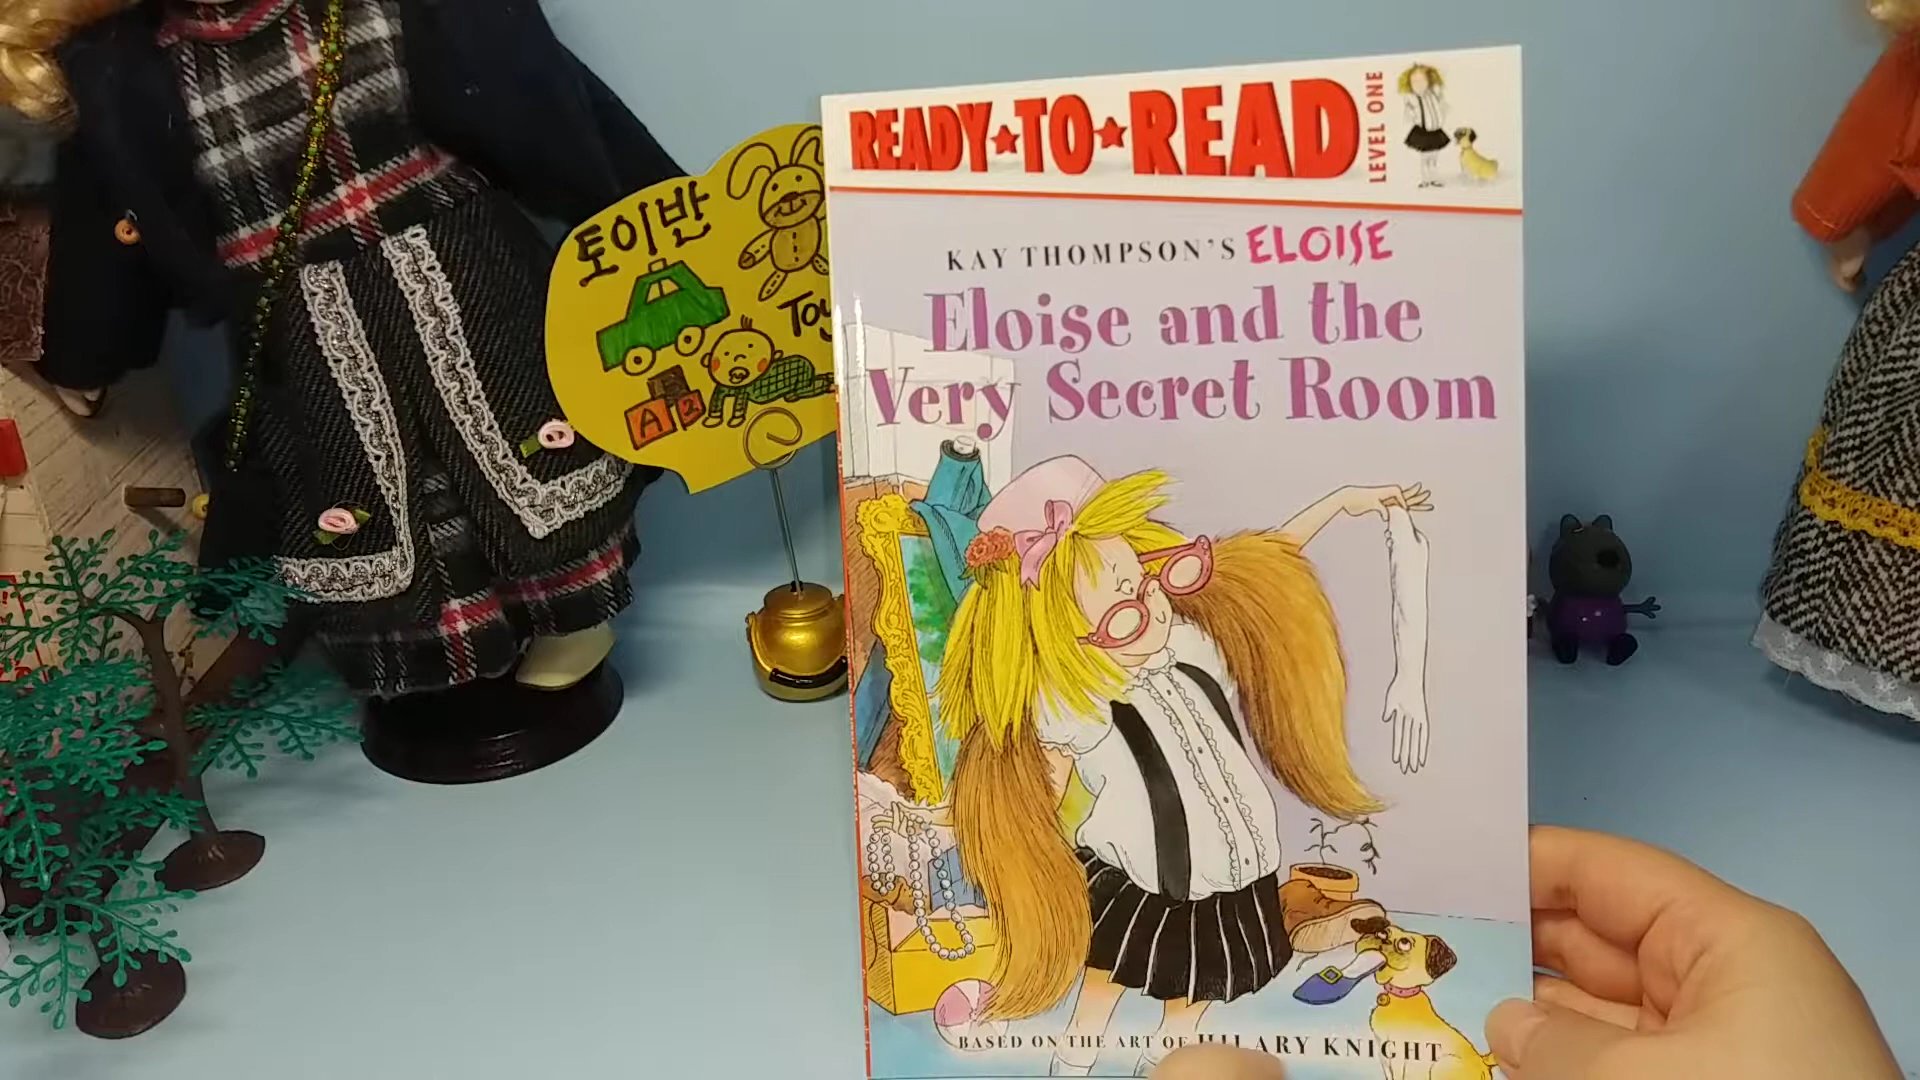 토이반
Toy
A 2
READY★TO★READ
LEVEL ONE
KAY THOMPSON'S ELOISE
Eloise and the
Very Secret Room
BASED ON THE ART OF HILARY KNIGHT